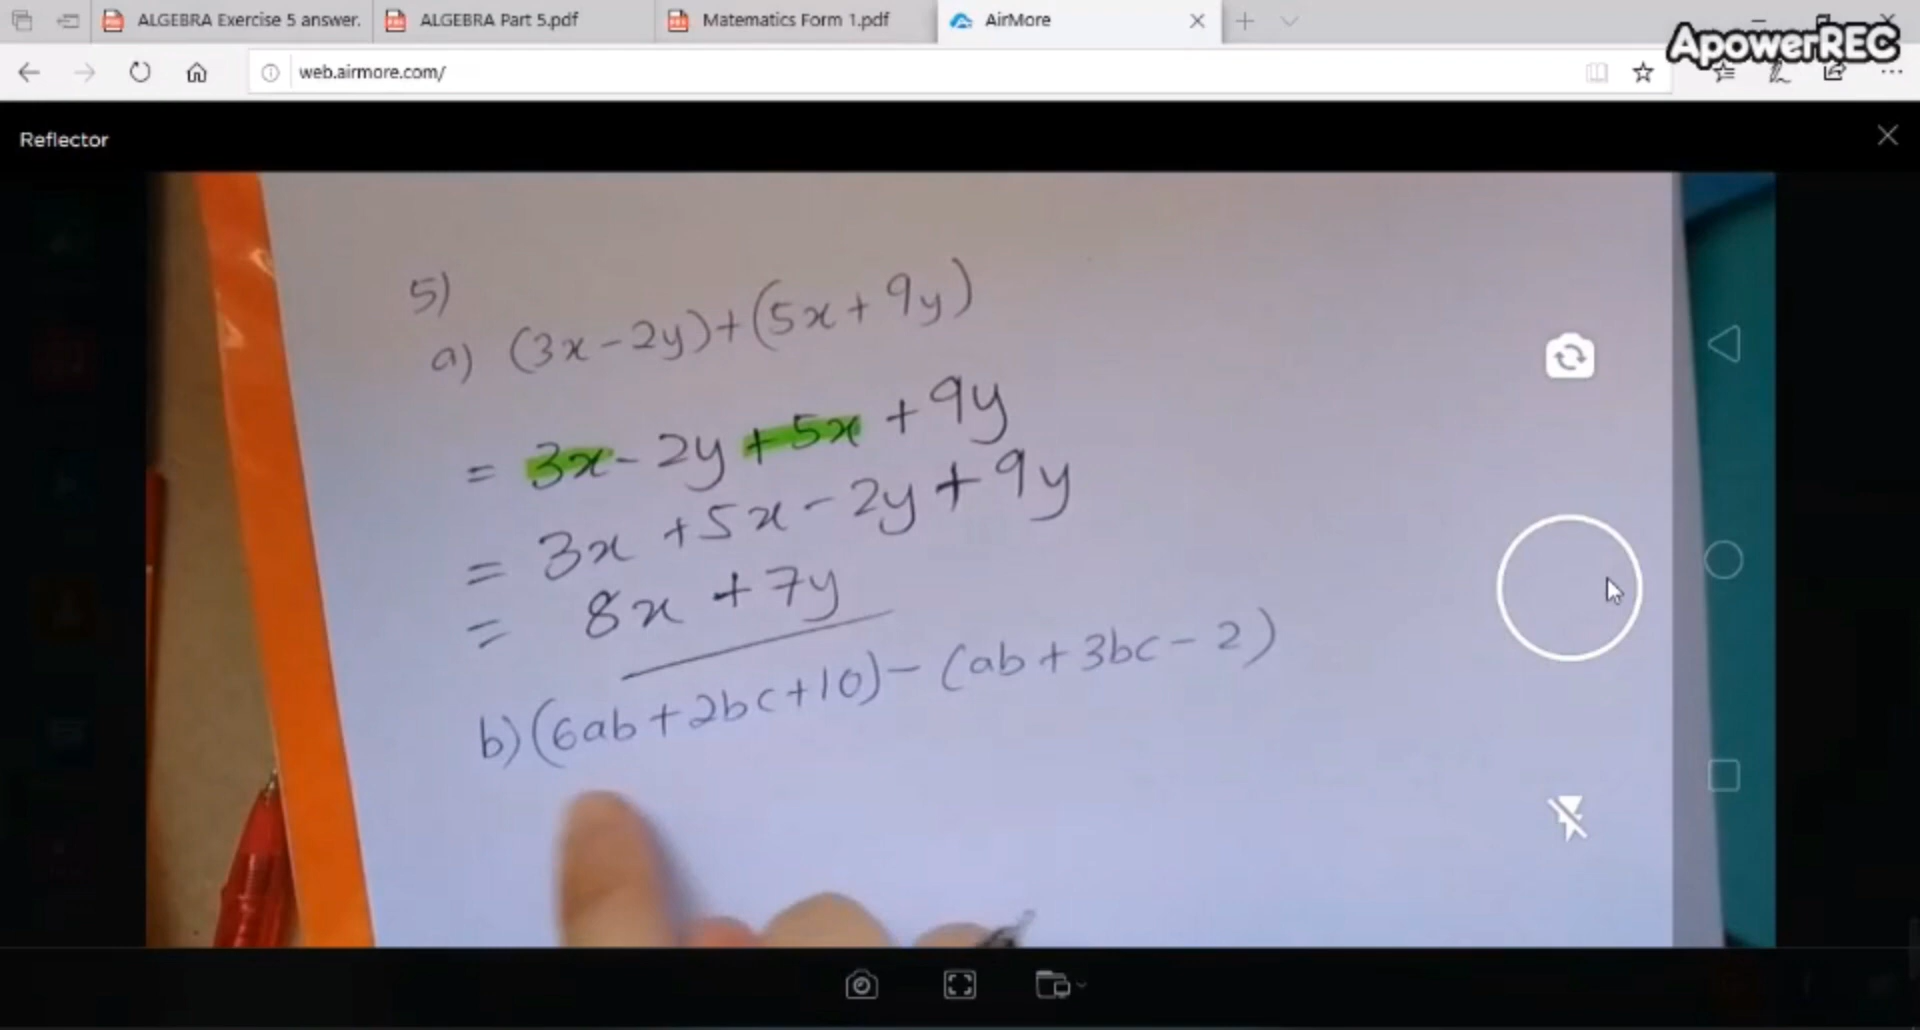 ALGEBRA Exercise 5 answer.
ALGEBRA Part 5.pdf
Matematics Form 1.pdf
AirMore
ApowerREC
web.airmore.com/
Reflector
5)
a) (3x-2y)+(5x+9y)
= 3x-2y+5x+9y
= 3x+5x-2y+9y
= 8x+7y
b)(6ab+2bc+10)-(ab+3bc-2)